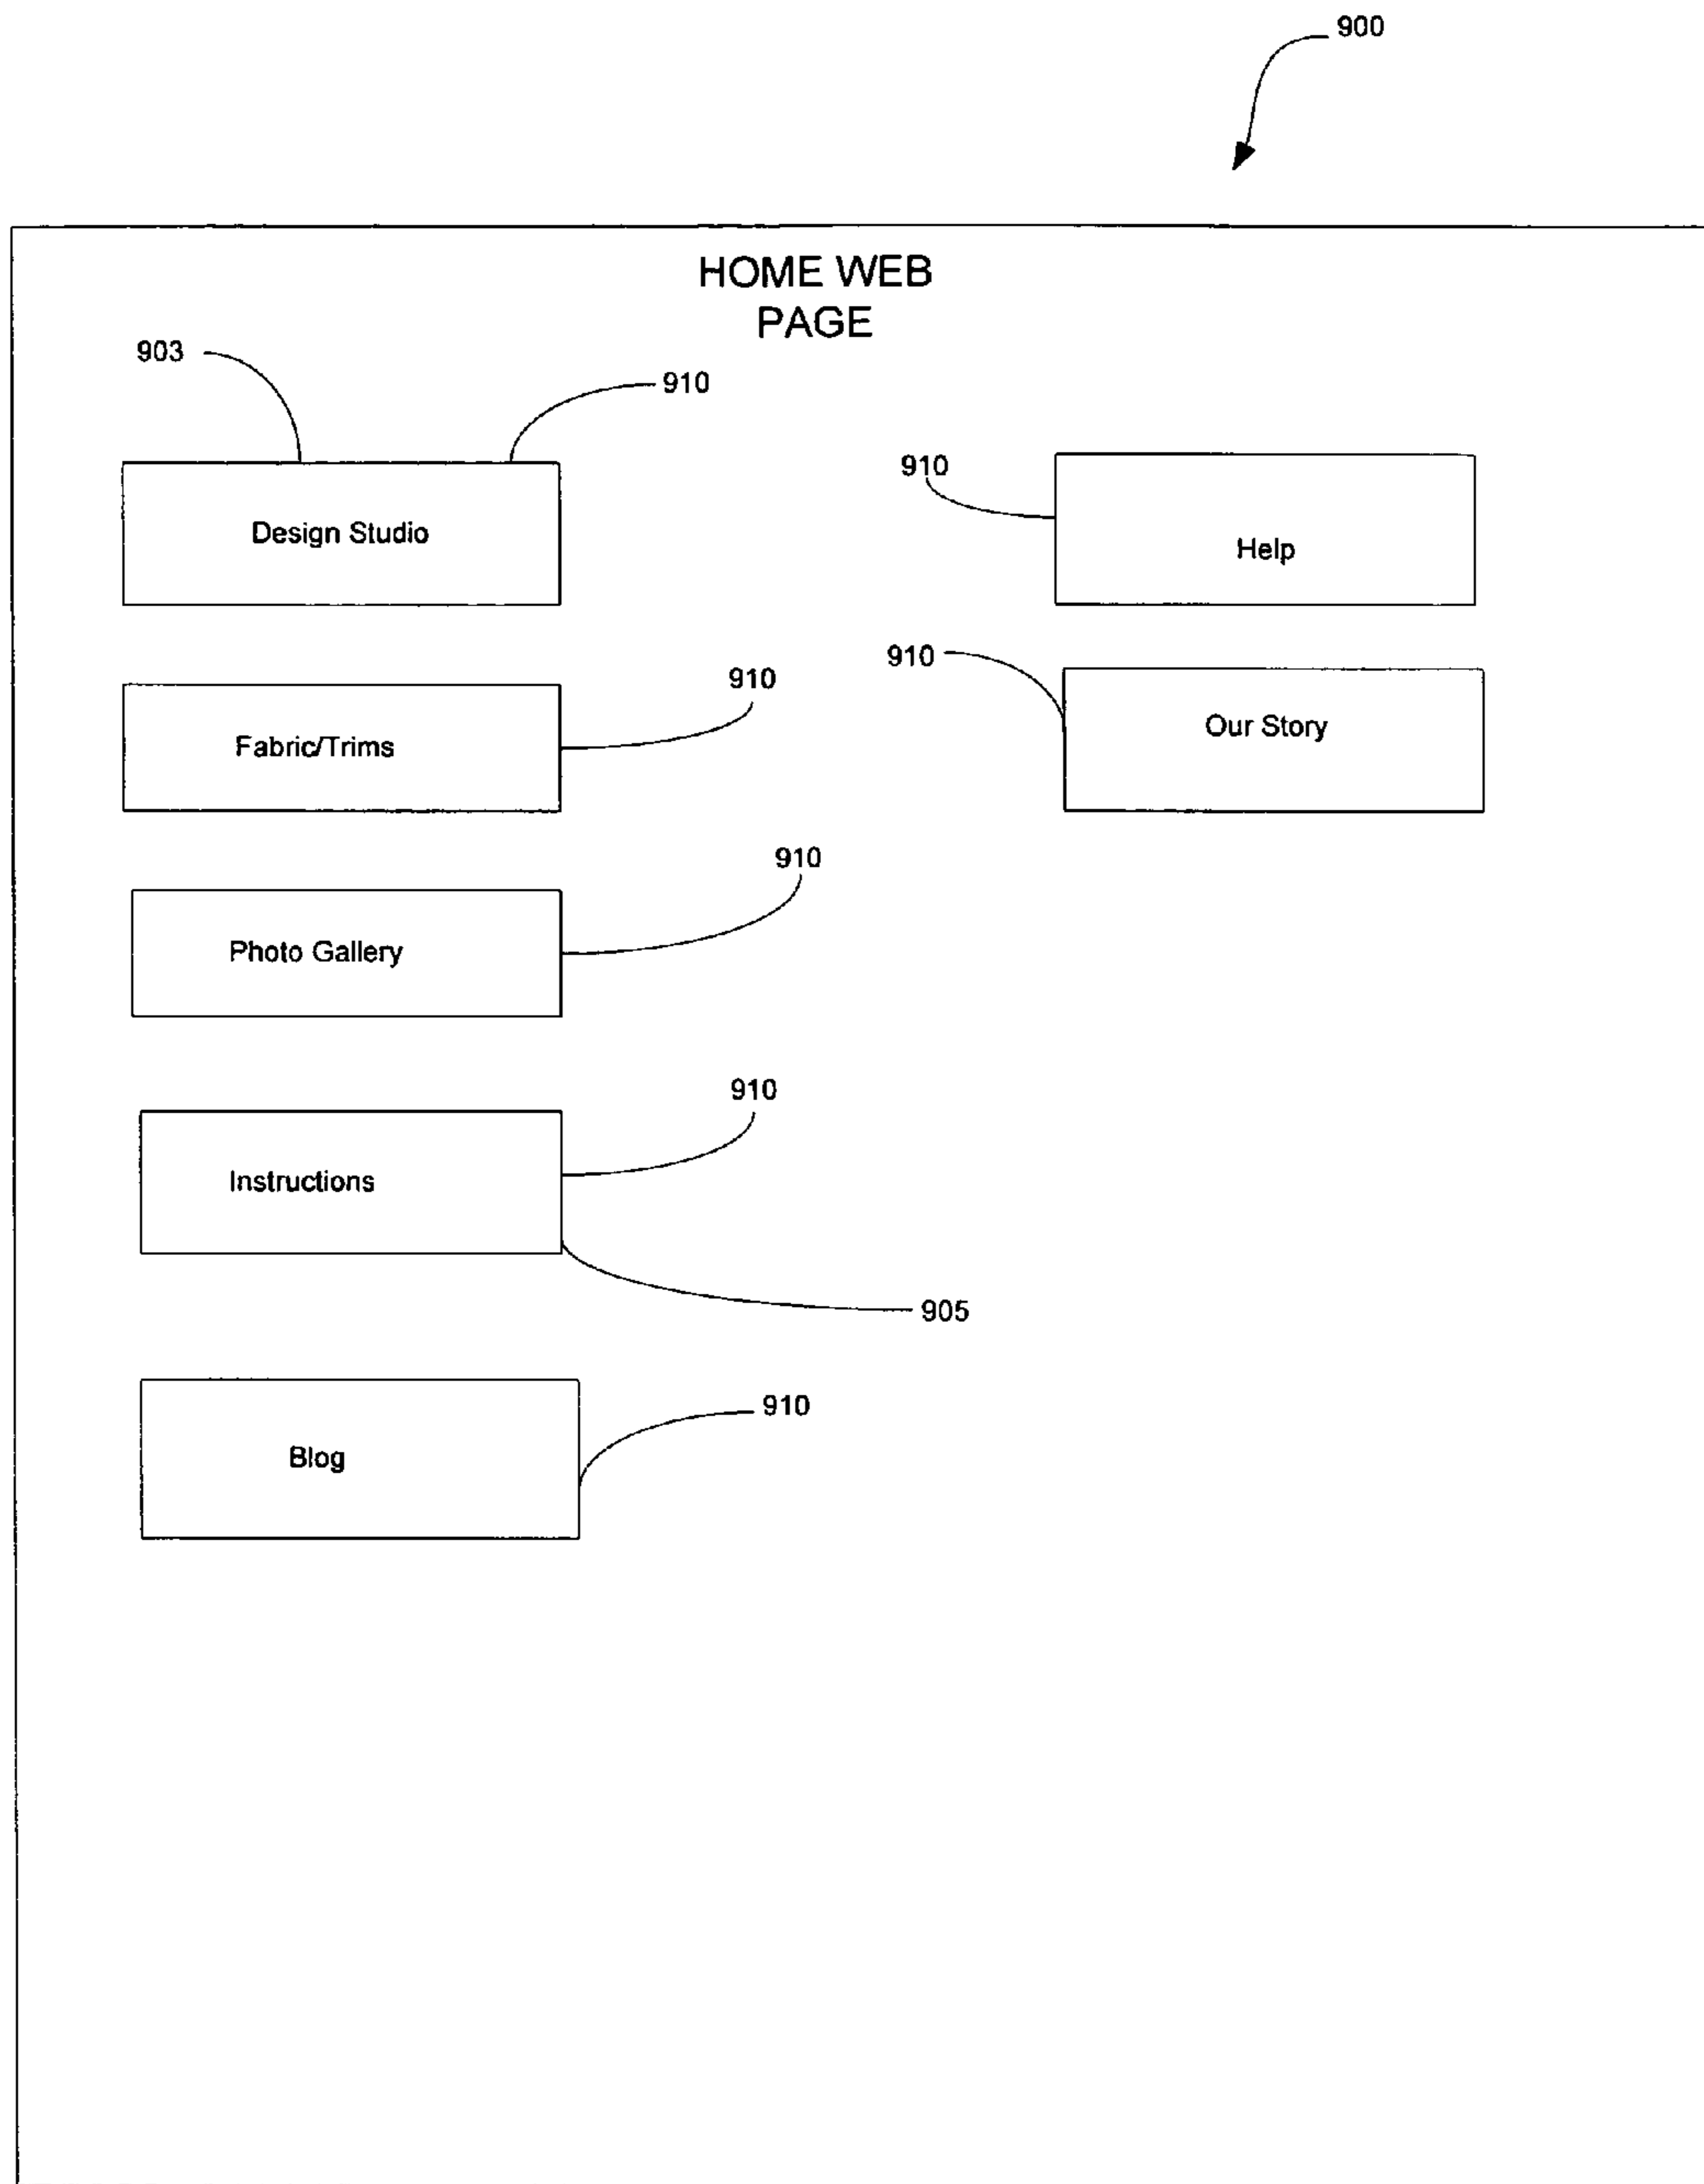 900
HOME WEB
PAGE
903
910
Design Studio
910
Help
910
Fabric/Trims
910
Our Story
910
Photo Gallery
910
Instructions
905
910
Blog